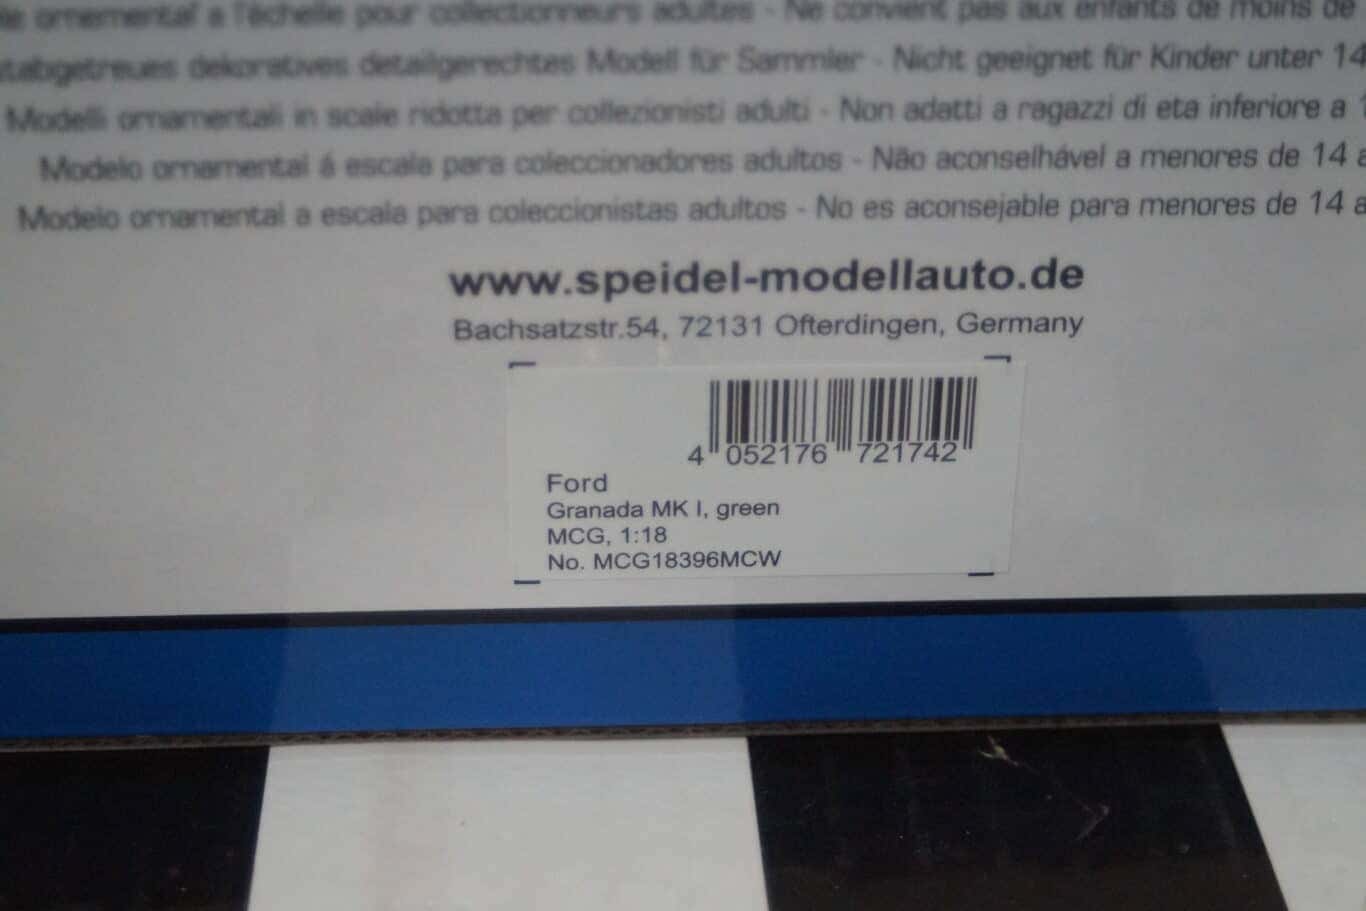 ornemental a l'échelle pour collectionneurs adultes - Ne convient pas aux enfants de moins de
dekoratives detailgerechtes Modell für Sammler - Nicht geeignet für Kinder unter 14
Modelli ornamentali in scale ridotta per collezionisti adulti - Non adatti a ragazzi di eta inferiore a
Modelo ornamental á escala para coleccionadores adultos - Não aconselhável a menores de 14 a
Modelo ornamental a escala para coleccionistas adultos - No es aconsejable para menores de 14 a
www.speidel-modellauto.de
Bachsatzstr.54, 72131 Ofterdingen, Germany
4 052176 721742
Ford
Granada MK I, green
MCG, 1:18
No. MCG18396MCW